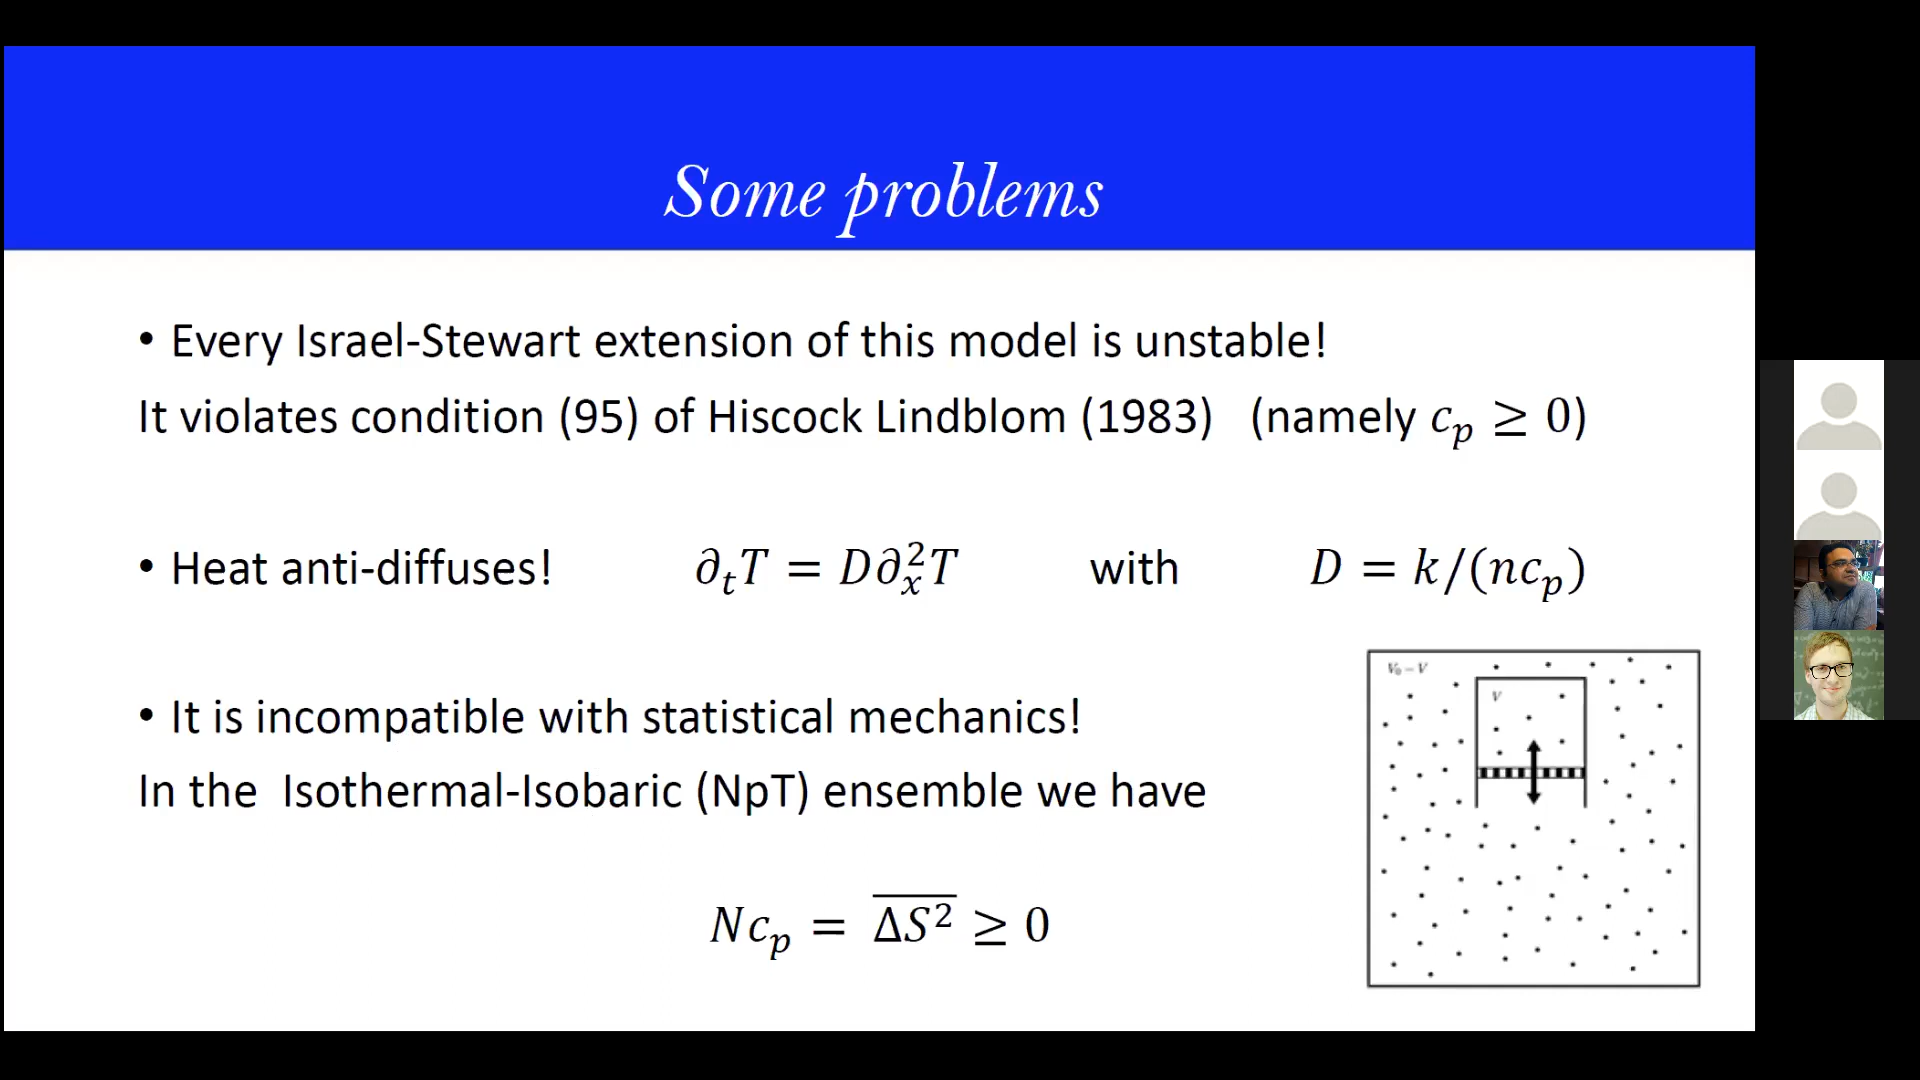 Some problems
• Every Israel-Stewart extension of this model is unstable!
It violates condition (95) of Hiscock Lindblom (1983) (namely $c_p \geq 0$)
• Heat anti-diffuses! $\partial_t T = D\partial_x^2 T$ with $D = k/(nc_p)$
• It is incompatible with statistical mechanics!
In the Isothermal-Isobaric (NpT) ensemble we have
$Nc_p = \overline{\Delta S^2} \geq 0$
$V_0 - V$
$V$